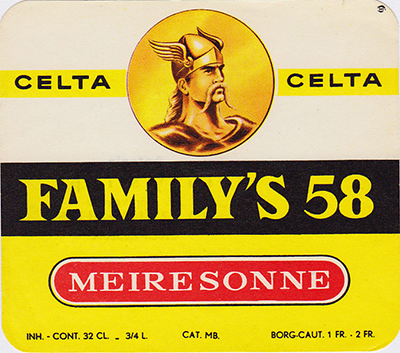 CELTA CELTA
FAMILY'S 58
MEIRESONNE
INH. - CONT. 32 CL. - 3/4 L. CAT. MB. BORG-CAUT. 1 FR. - 2 FR.